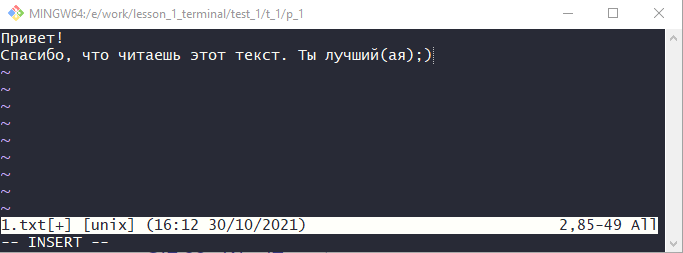 MINGW64:/e/work/lesson_1_terminal/test_1/t_1/p_1
Привет!
Спасибо, что читаешь этот текст. Ты лучший(ая);)
~
~
~
~
~
~
~
~
~
1.txt[+] [unix] (16:12 30/10/2021) 2,85-49 All
-- INSERT --